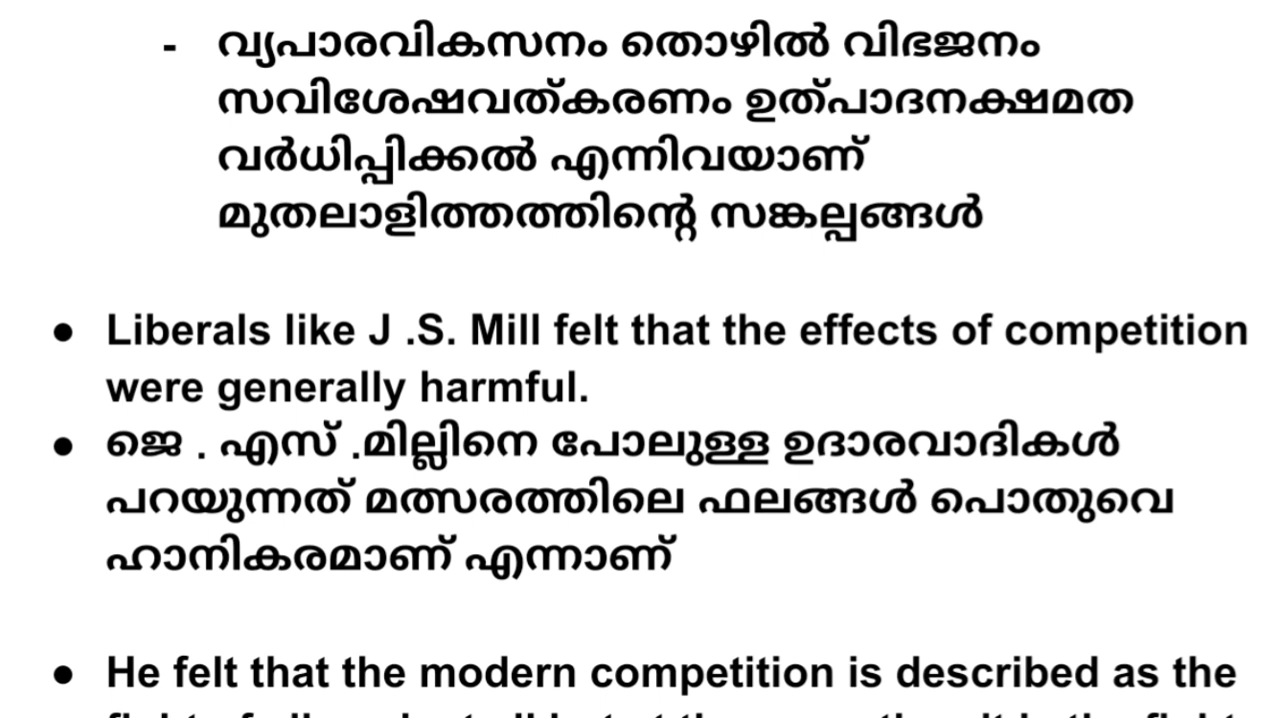 - വ്യപാരവികസനം തൊഴിൽ വിഭജനം
സവിശേഷവത്കരണം ഉത്പാദനക്ഷമത
വർധിപ്പിക്കൽ എന്നിവയാണ്
മുതലാളിത്തത്തിന്റെ സങ്കല്പങ്ങൾ
● Liberals like J .S. Mill felt that the effects of competition
were generally harmful.
● ജെ . എസ് .മില്ലിനെ പോലുള്ള ഉദാരവാദികൾ
പറയുന്നത് മത്സരത്തിലെ ഫലങ്ങൾ പൊതുവെ
ഹാനികരമാണ് എന്നാണ്
● He felt that the modern competition is described as the